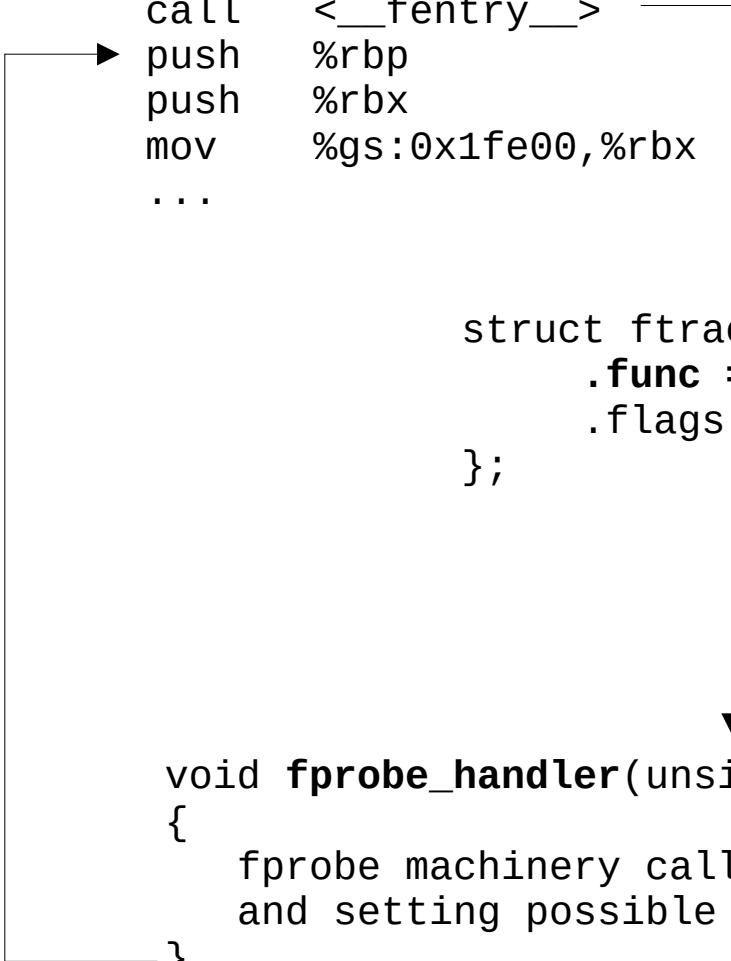 call <__fentry__>
push %rbp
push %rbx
mov %gs:0x1fe00,%rbx
...
struct ftrac
.func =
.flags
};
void fprobe_handler(unsi
{
fprobe machinery call
and setting possible
}